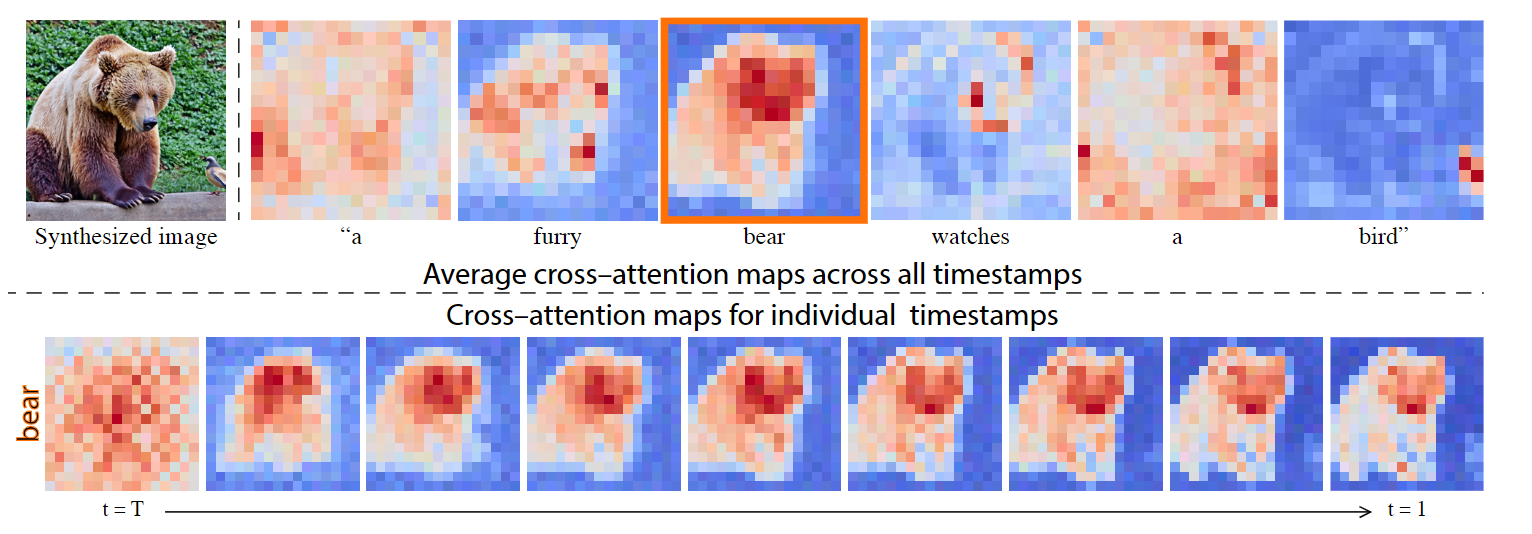 Synthesized image “a furry bear watches a bird”
Average cross–attention maps across all timestamps
Cross–attention maps for individual timestamps
bear
t = T t = 1